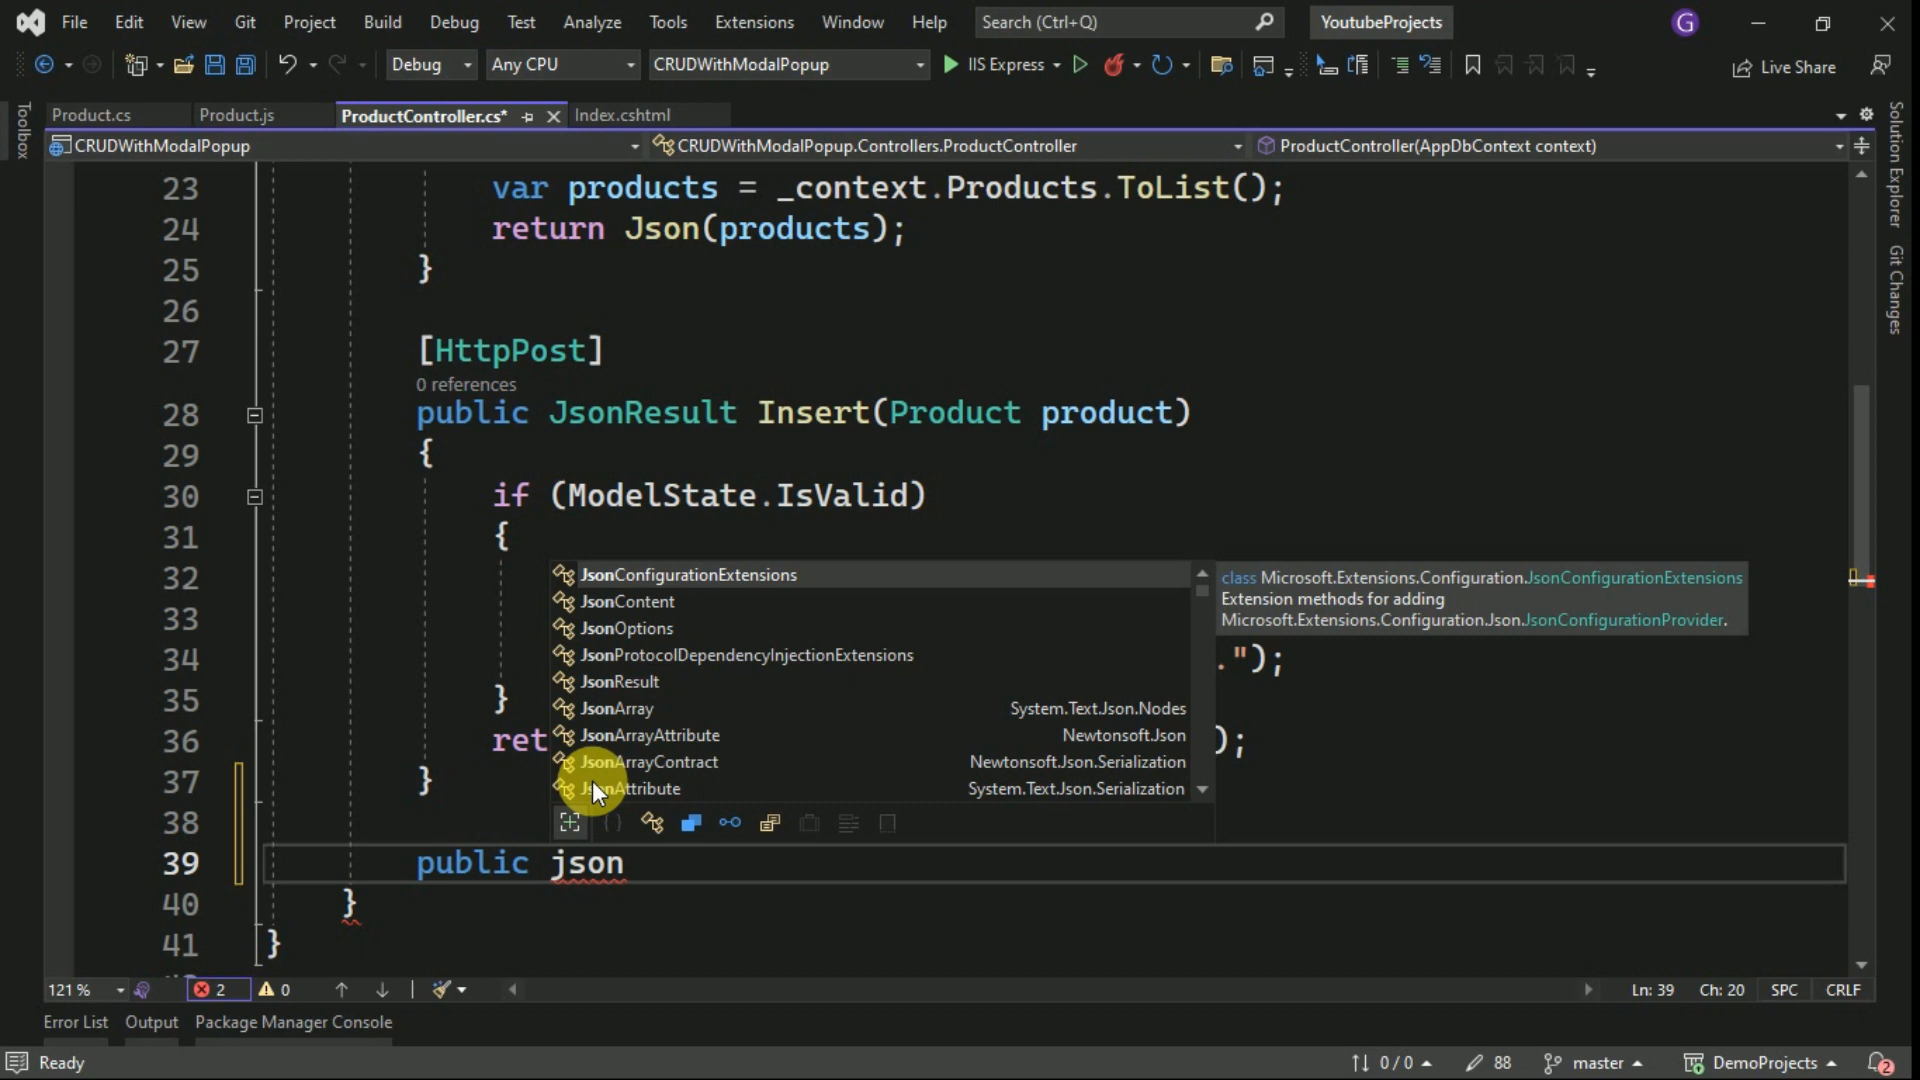 File Edit View Git Project Build Debug Test Analyze Tools Extensions Window Help Search (Ctrl+Q) YoutubeProjects G
Debug Any CPU CRUDWithModalPopup IIS Express Live Share
Toolbox
Product.cs Product.js ProductController.cs* Index.cshtml
CRUDWithModalPopup CRUDWithModalPopup.Controllers.ProductController ProductController(AppDbContext context)
Solution Explorer
Git Changes
23 var products = _context.Products.ToList();
24 return Json(products);
25 }
26
27 [HttpPost]
0 references
28 public JsonResult Insert(Product product)
29 {
30 if (ModelState.IsValid)
31 {
32
33
34 .");
35 }
36 ret );
37 }
38
39 public json
40 }
41 }
JsonConfigurationExtensions
JsonContent
JsonOptions
JsonProtocolDependencyInjectionExtensions
JsonResult
JsonArray System.Text.Json.Nodes
JsonArrayAttribute Newtonsoft.Json
JsonArrayContract Newtonsoft.Json.Serialization
JsonAttribute System.Text.Json.Serialization
class Microsoft.Extensions.Configuration.JsonConfigurationExtensions
Extension methods for adding
Microsoft.Extensions.Configuration.Json.JsonConfigurationProvider.
121 % 2 0 Ln: 39 Ch: 20 SPC CRLF
Error List Output Package Manager Console
Ready 0 / 0 88 master DemoProjects 2